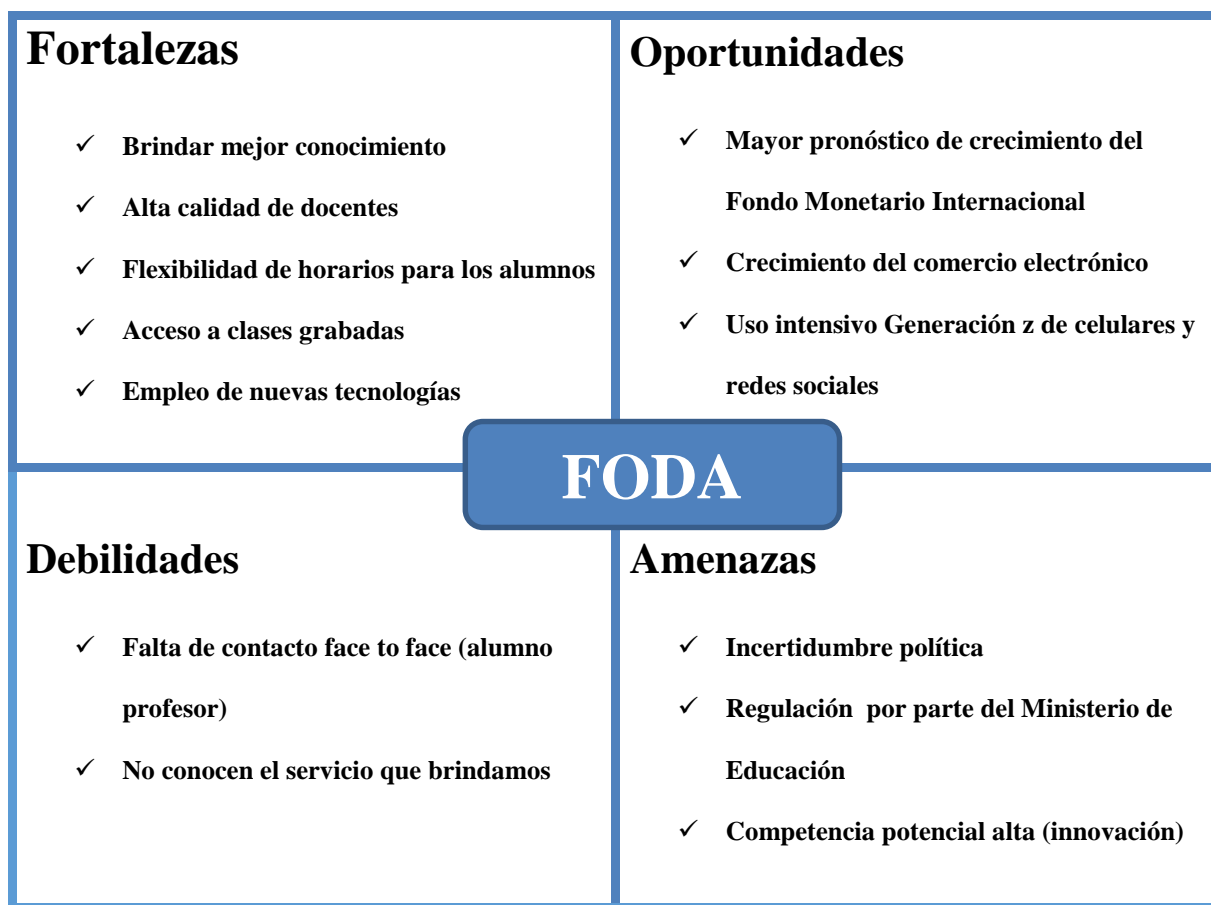 Fortalezas
✓ Brindar mejor conocimiento
✓ Alta calidad de docentes
✓ Flexibilidad de horarios para los alumnos
✓ Acceso a clases grabadas
✓ Empleo de nuevas tecnologías
Oportunidades
✓ Mayor pronóstico de crecimiento del
Fondo Monetario Internacional
✓ Crecimiento del comercio electrónico
✓ Uso intensivo Generación z de celulares y
redes sociales
FODA
Debilidades
✓ Falta de contacto face to face (alumno
profesor)
✓ No conocen el servicio que brindamos
Amenazas
✓ Incertidumbre política
✓ Regulación  por parte del Ministerio de
Educación
✓ Competencia potencial alta (innovación)